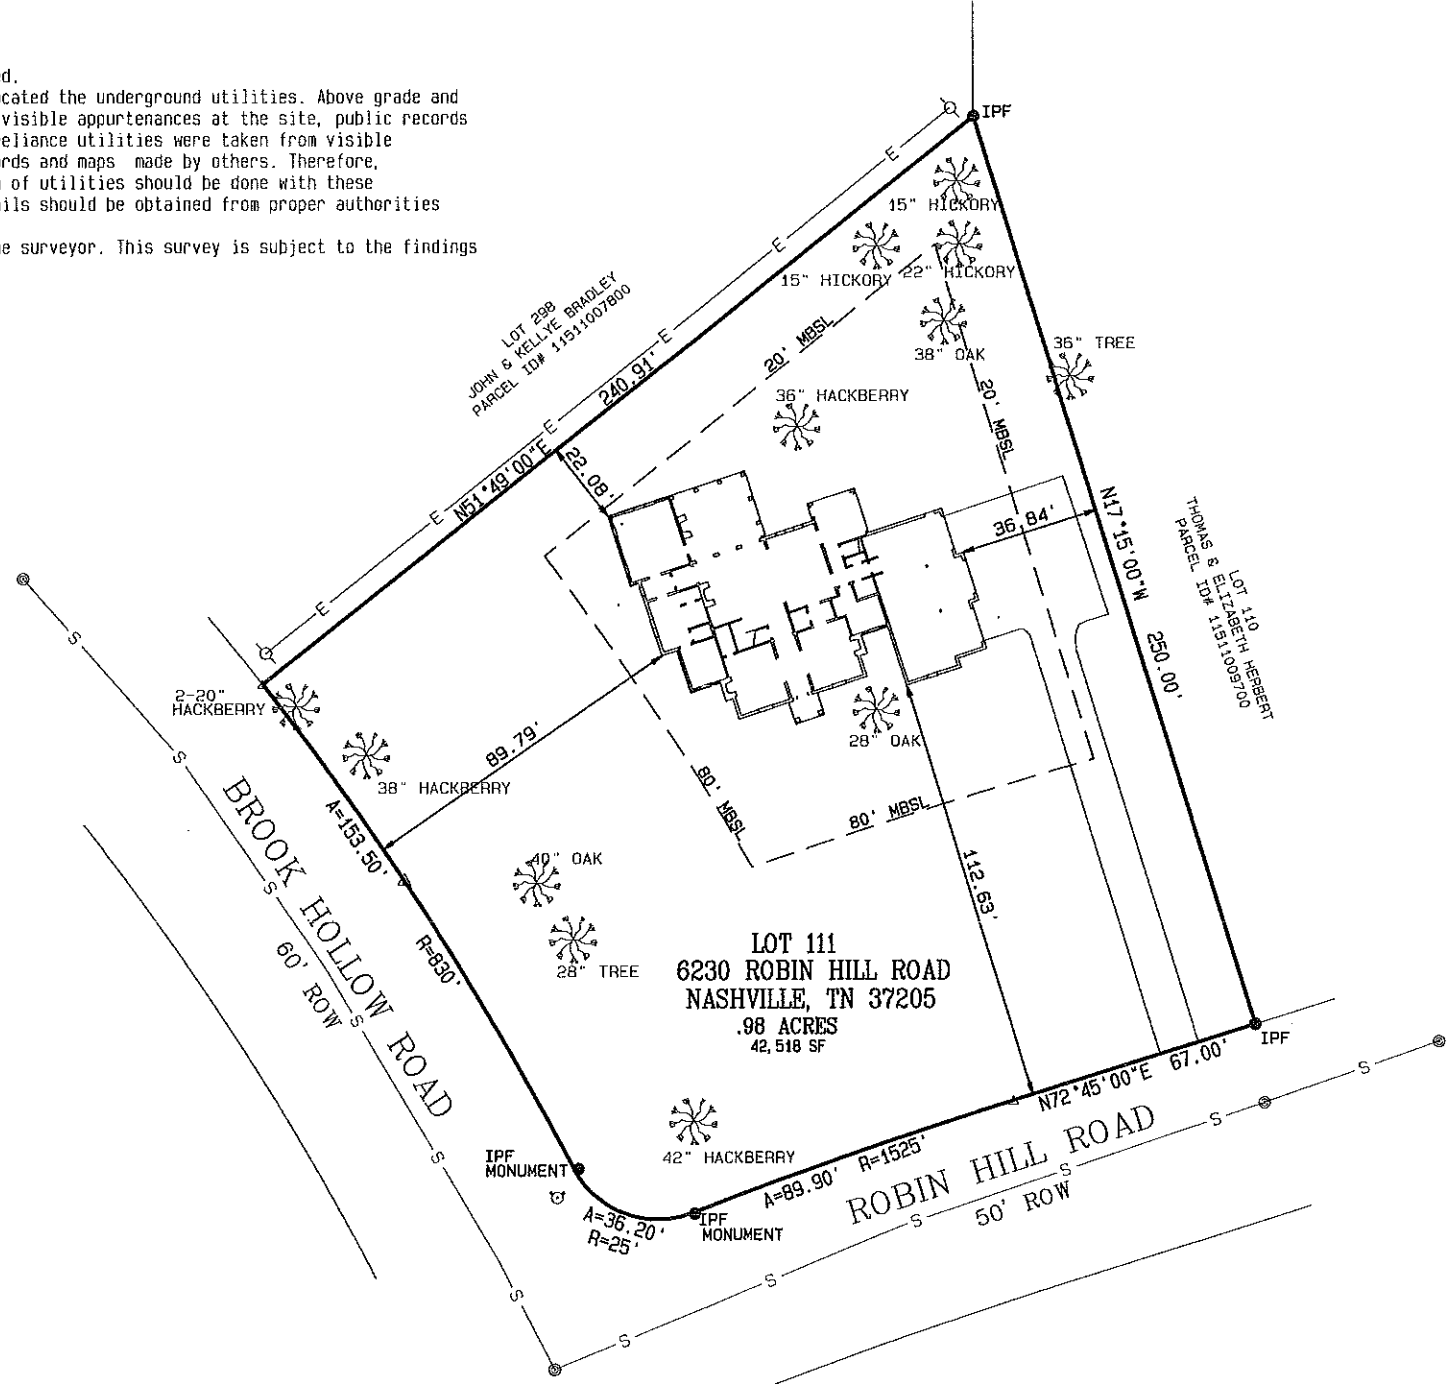 ed.
cated the underground utilities. Above grade and
visible appurtenances at the site, public records
eliance utilities were taken from visible
rds and maps made by others. Therefore,
of utilities should be done with these
ils should be obtained from proper authorities
e surveyor. This survey is subject to the findings
IPF
E
15" HICKORY
E
15" HICKORY
22" HICKORY
LOT 298
JOHN & KELLYE BRADLEY
PARCEL ID# 11511007800
E
20' MBSL
38" OAK
36" TREE
240.91'
E
36" HACKBERRY
20' MBSL
N51°49'00"E
22.08'
E
36.84'
N17°15'00"W 250.00'
LOT 110
THOMAS & ELIZABETH HERBERT
PARCEL ID# 11511009700
E
S
2-20"
HACKBERRY
89.79'
28" OAK
S
38" HACKBERRY
80' MBSL
80' MBSL
A=153.50'
R=830'
BROOK HOLLOW ROAD
60' ROW
S
40" OAK
112.63'
28" TREE
LOT 111
6230 ROBIN HILL ROAD
NASHVILLE, TN 37205
.98 ACRES
42,518 SF
S
IPF
N72°45'00"E 67.00'
S
42" HACKBERRY
IPF
MONUMENT
S
A=89.90' R=1525'
ROBIN HILL ROAD
50' ROW
S
S
S
A=36.20'
R=25'
IPF
MONUMENT
S
S
S